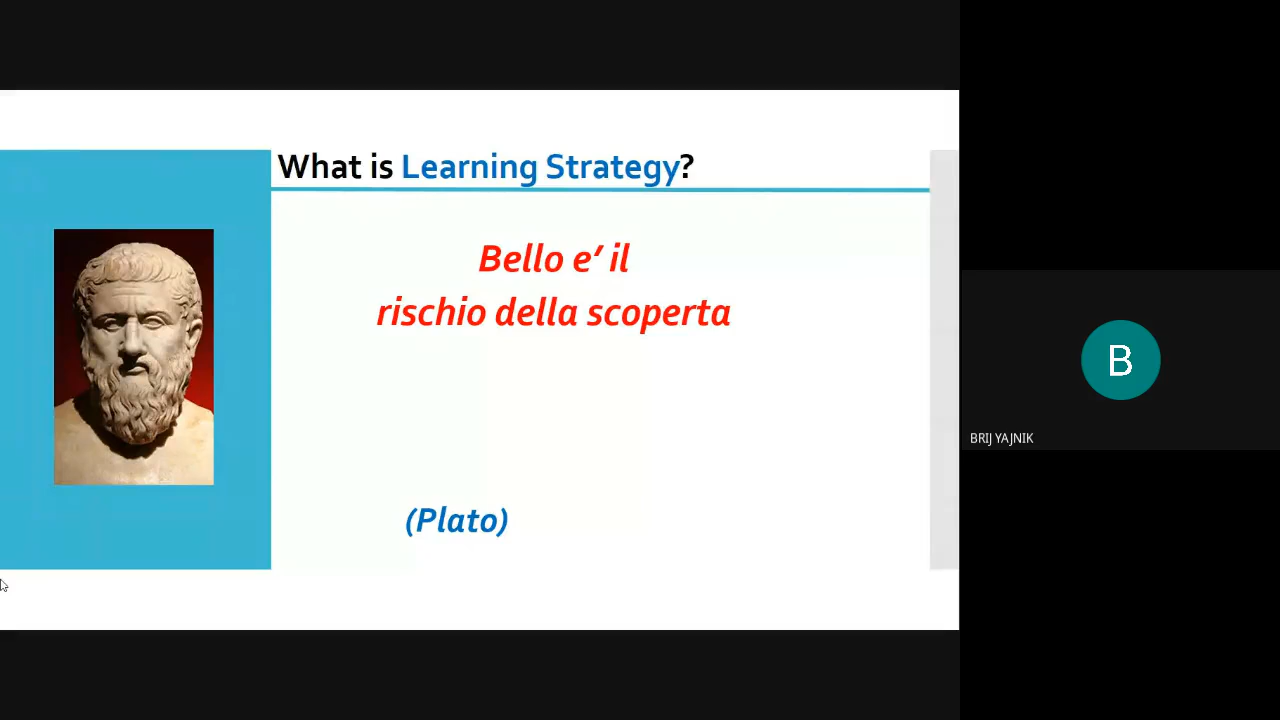 What is Learning Strategy?
Bello e’ il
rischio della scoperta
(Plato)
B
BRIJ YAJNIK